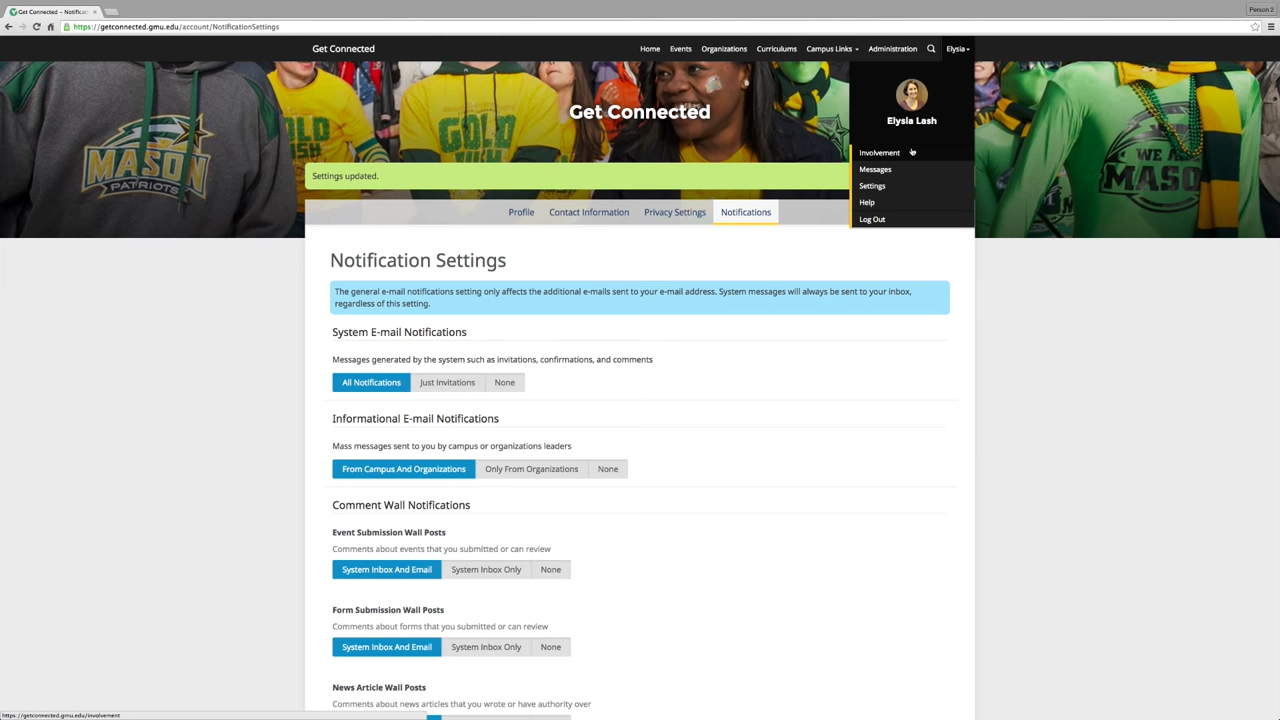 Get Connected – Notificati
Person 2
https://getconnected.gmu.edu/account/NotificationSettings
Get Connected
Home Events Organizations Curriculums Campus Links Administration Elysia
MASON
PATRIOTS
GOLD
RUSH
WE ARE
MASON
Get Connected
Elysia Lash
Involvement
Messages
Settings
Help
Log Out
Settings updated.
Profile Contact Information Privacy Settings Notifications
Notification Settings
The general e-mail notifications setting only affects the additional e-mails sent to your e-mail address. System messages will always be sent to your inbox,
regardless of this setting.
System E-mail Notifications
Messages generated by the system such as invitations, confirmations, and comments
All Notifications Just Invitations None
Informational E-mail Notifications
Mass messages sent to you by campus or organizations leaders
From Campus And Organizations Only From Organizations None
Comment Wall Notifications
Event Submission Wall Posts
Comments about events that you submitted or can review
System Inbox And Email System Inbox Only None
Form Submission Wall Posts
Comments about forms that you submitted or can review
System Inbox And Email System Inbox Only None
News Article Wall Posts
Comments about news articles that you wrote or have authority over
https://getconnected.gmu.edu/involvement